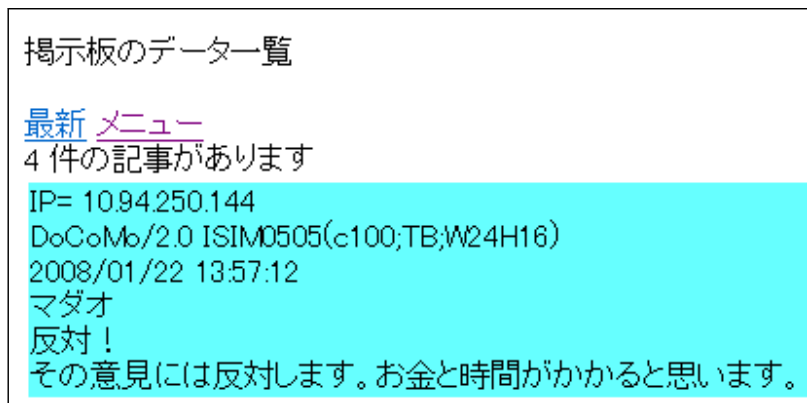 掲示板のデータ一覧
最新 メニュー
4 件の記事があります
IP= 10.94.250.144
DoCoMo/2.0 ISIM0505(c100;TB;W24H16)
2008/01/22 13:57:12
マダオ
反対！
その意見には反対します。お金と時間がかかると思います。